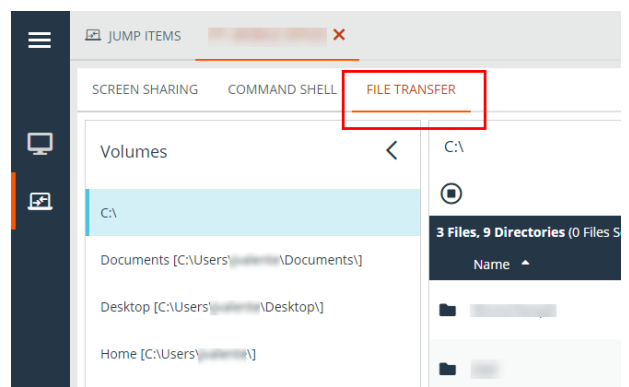 JUMP ITEMS
SCREEN SHARING COMMAND SHELL FILE TRANSFER
Volumes
C:\
C:\
3 Files, 9 Directories (0 Files S
Name
Documents [C:\Users\ \Documents\]
Desktop [C:\Users\ \Desktop\]
Home [C:\Users\ \]